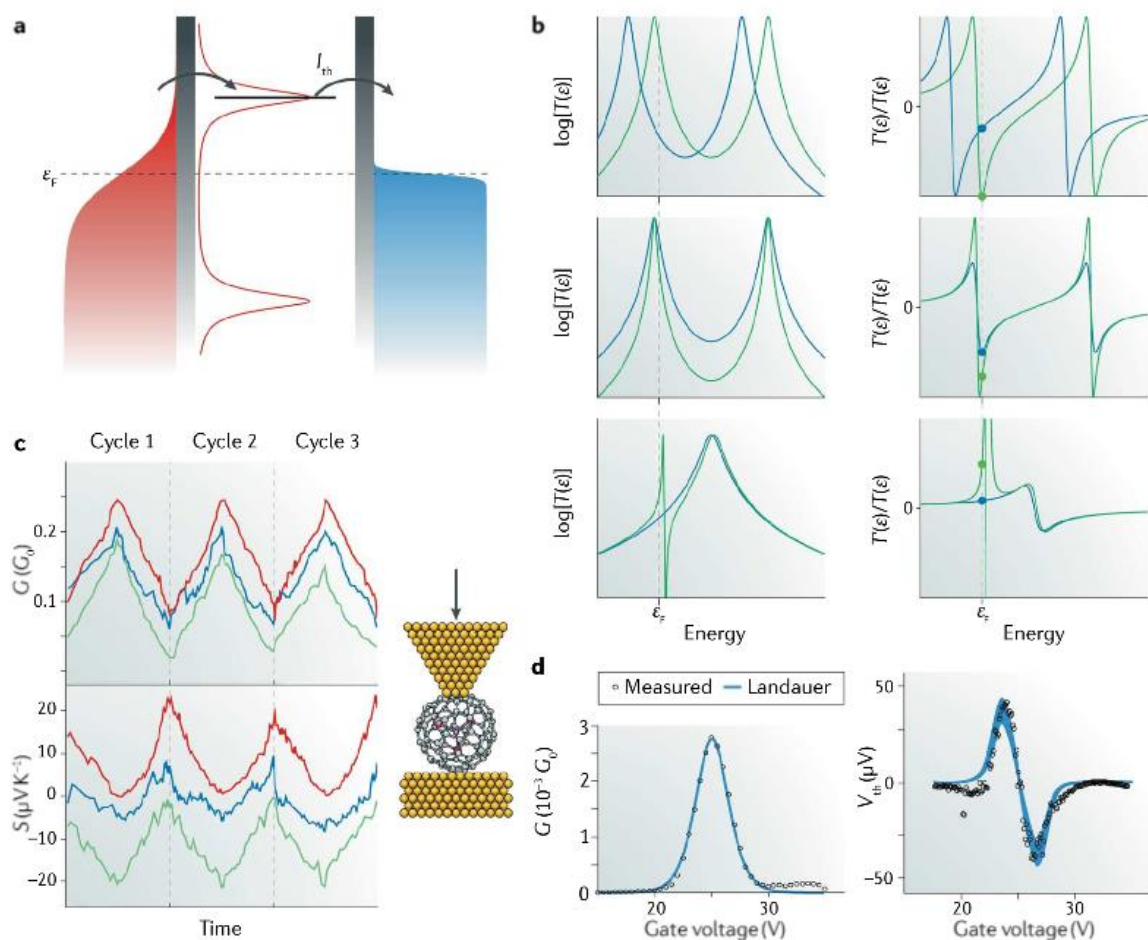 a
I_th
ε_F
b
log[T(ε)]
T'(ε)/T(ε)
0
log[T(ε)]
T'(ε)/T(ε)
0
log[T(ε)]
T'(ε)/T(ε)
0
ε_F
Energy
ε_F
Energy
c
Cycle 1 Cycle 2 Cycle 3
G (G_0)
0.2
0.1
S (μVK⁻¹)
20
10
0
−10
−20
Time
d
Measured Landauer
G (10⁻³ G_0)
3
2
1
0
20 30
Gate voltage (V)
V_th (μV)
50
0
−50
20 30
Gate voltage (V)